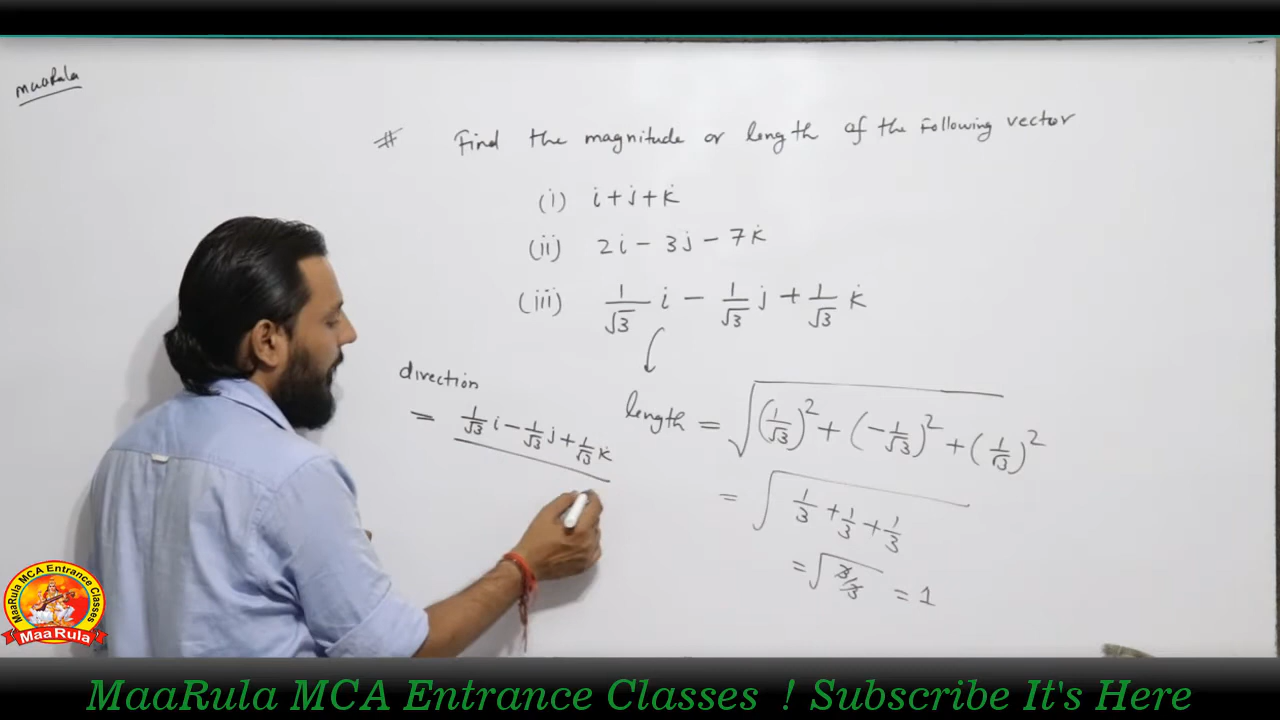 MaaRula
# Find the magnitude or length of the following vector
(i) i + j + k
(ii) 2i - 3j - 7k
(iii) 1/√3 i - 1/√3 j + 1/√3 k
direction
= 1/√3 i - 1/√3 j + 1/√3 k
length = √((1/√3)² + (-1/√3)² + (1/√3)²)
= √(1/3 + 1/3 + 1/3)
= √(3/3) = 1
MaaRula MCA Entrance Classes
MaaRula
MaaRula MCA Entrance Classes ! Subscribe It's Here